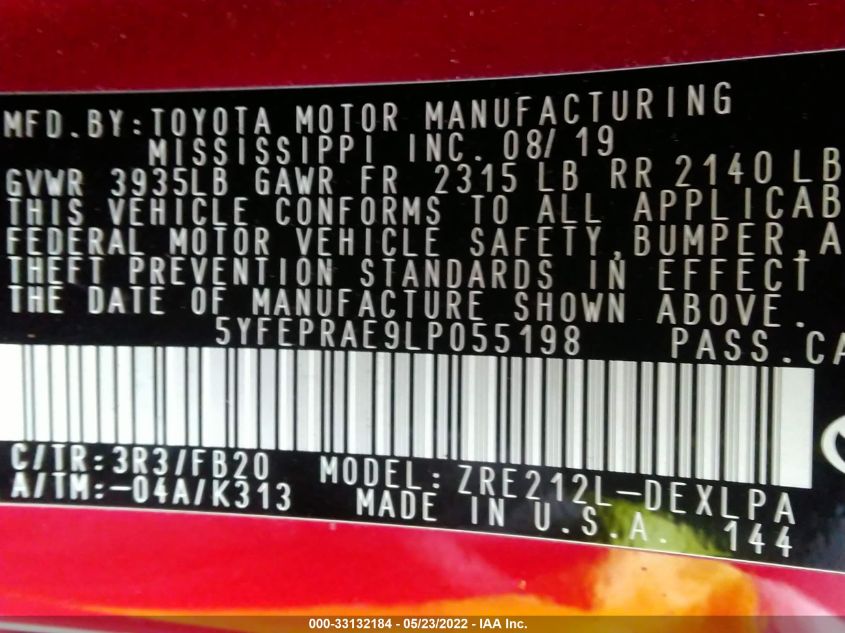 MFD.BY:TOYOTA MOTOR MANUFACTURING
MISSISSIPPI INC. 08/19
GVWR 3935LB GAWR FR 2315 LB RR 2140 LB
THIS VEHICLE CONFORMS TO ALL APPLICAB
FEDERAL MOTOR VEHICLE SAFETY,BUMPER,A
THEFT PREVENTION STANDARDS IN EFFECT
THE DATE OF MANUFACTURE SHOWN ABOVE.
5YFEPRAE9LP055198 PASS.CA
C/TR:3R3/FB20 MODEL:ZRE212L-DEXLPA
A/TM:-04A/K313 MADE IN U.S.A. 144
000-33132184 - 05/23/2022 - IAA Inc.